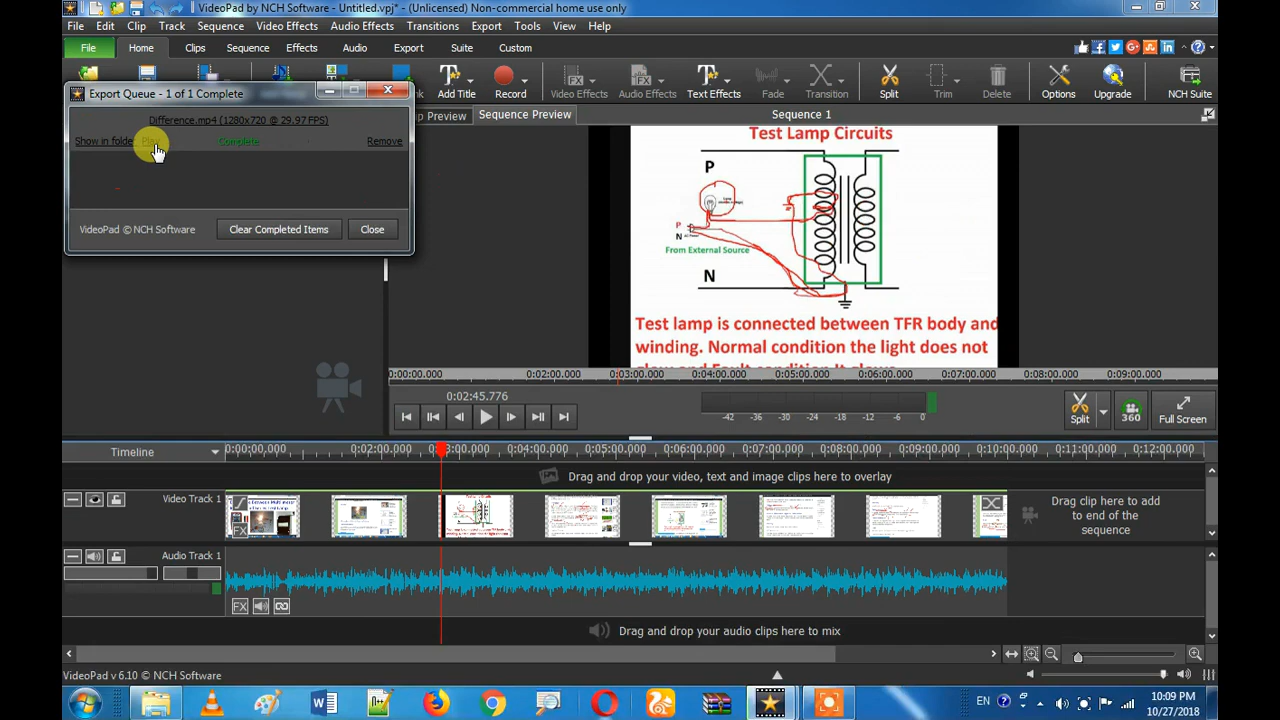 VideoPad by NCH Software - Untitled.vpj* - (Unlicensed) Non-commercial home use only
File Edit Clip Track Sequence Video Effects Audio Effects Transitions Export Suite Tools View Help
File Home Clips Sequence Effects Audio Export Suite Custom
Add Title Record Video Effects Audio Effects Text Effects Transition Split Trim Delete Options Upgrade NCH Suite
Export Queue - 1 of 1 Complete
Difference.mp4 (1280x720 @ 29.97 FPS)
Show in folder Play Complete Remove
VideoPad © NCH Software Clear Completed Items Close
Preview Sequence Preview Sequence 1
Test Lamp Circuits
P
P
N
From External Source
N
Test lamp is connected between TFR body and
winding. Normal condition the light does not
glow and Fault condition It glows
0:00:00.000 0:02:00.000 0:03:00.000 0:04:00.000 0:05:00.000 0:06:00.000 0:07:00.000 0:08:00.000 0:09:00.000
0:02:45.776
-42 -36 -30 -24 -18 -12 -6 0
Split 360 Full Screen
Timeline 0:00:00,000 0:02:00.000 0:03:00.000 0:04:00.000 0:05:00.000 0:06:00.000 0:07:00.000 0:08:00.000 0:09:00.000 0:10:00.000 0:11:00.000 0:12:00.000
Drag and drop your video, text and image clips here to overlay
Video Track 1
Drag clip here to add
to end of the
sequence
Audio Track 1
FX
Drag and drop your audio clips here to mix
VideoPad v 6.10 © NCH Software
EN
10:09 PM
10/27/2018